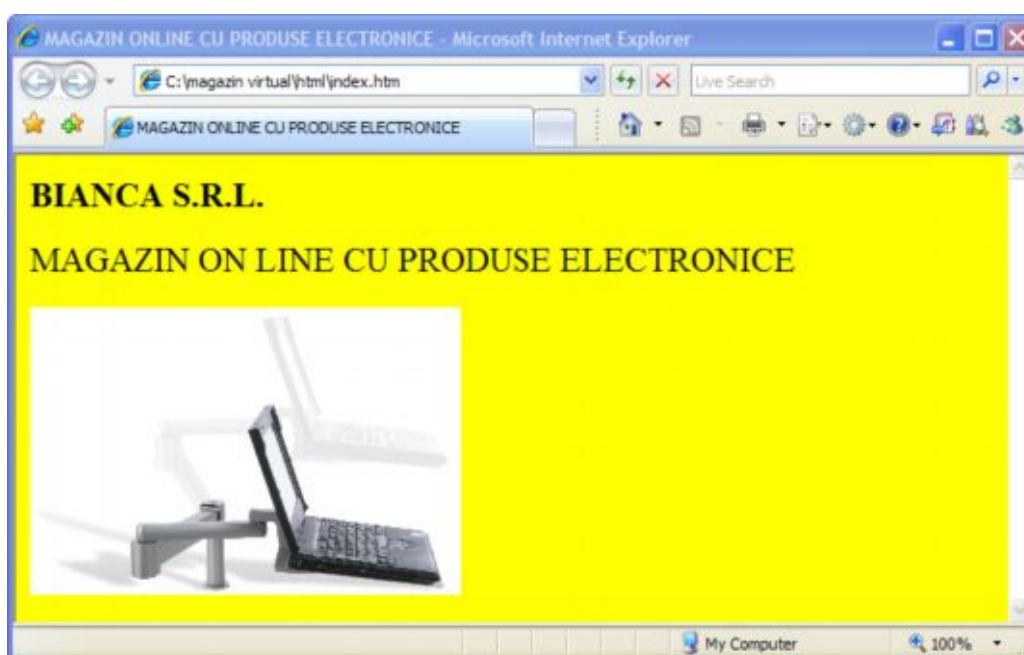 MAGAZIN ONLINE CU PRODUSE ELECTRONICE - Microsoft Internet Explorer
C:\magazin virtual\html\index.htm
Live Search
MAGAZIN ONLINE CU PRODUSE ELECTRONICE
BIANCA S.R.L.
MAGAZIN ON LINE CU PRODUSE ELECTRONICE
My Computer 100%